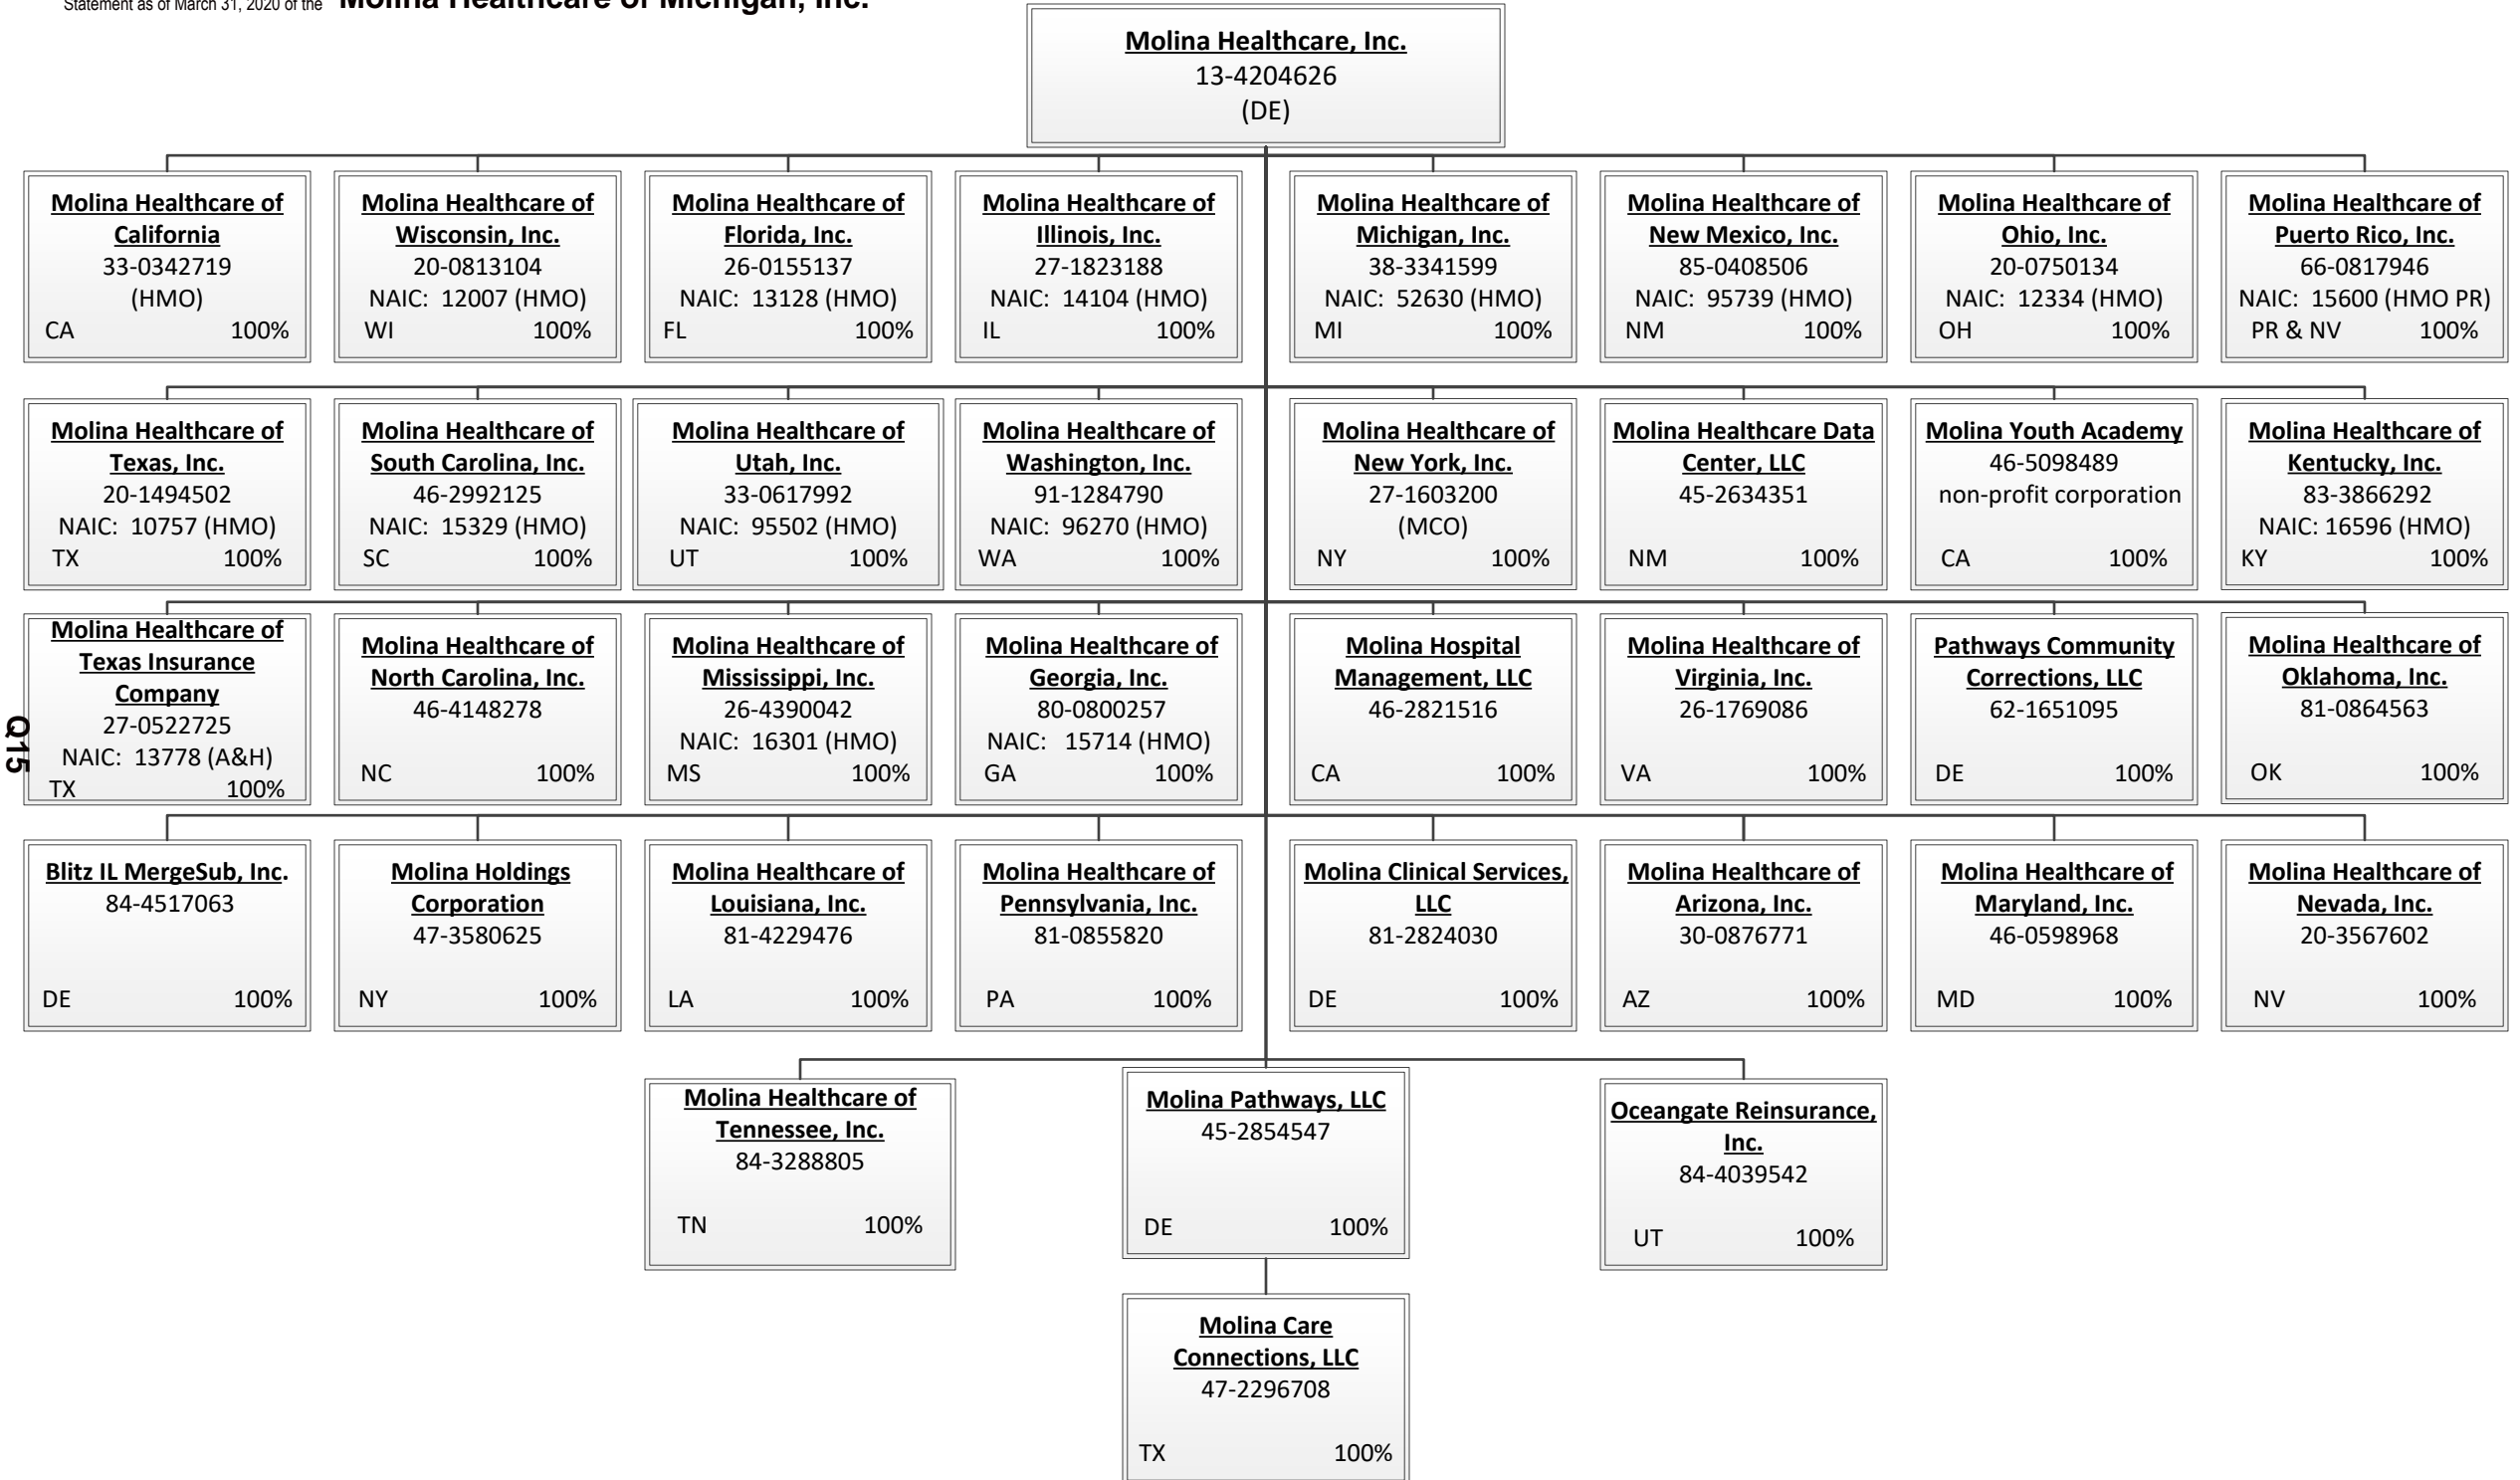 Statement as of March 31, 2020 of the Molina Healthcare of Michigan, Inc.
Molina Healthcare, Inc.
13-4204626
(DE)
Molina Healthcare of
California
33-0342719
(HMO)
CA 100%
Molina Healthcare of
Wisconsin, Inc.
20-0813104
NAIC: 12007 (HMO)
WI 100%
Molina Healthcare of
Florida, Inc.
26-0155137
NAIC: 13128 (HMO)
FL 100%
Molina Healthcare of
Illinois, Inc.
27-1823188
NAIC: 14104 (HMO)
IL 100%
Molina Healthcare of
Michigan, Inc.
38-3341599
NAIC: 52630 (HMO)
MI 100%
Molina Healthcare of
New Mexico, Inc.
85-0408506
NAIC: 95739 (HMO)
NM 100%
Molina Healthcare of
Ohio, Inc.
20-0750134
NAIC: 12334 (HMO)
OH 100%
Molina Healthcare of
Puerto Rico, Inc.
66-0817946
NAIC: 15600 (HMO PR)
PR & NV 100%
Molina Healthcare of
Texas, Inc.
20-1494502
NAIC: 10757 (HMO)
TX 100%
Molina Healthcare of
South Carolina, Inc.
46-2992125
NAIC: 15329 (HMO)
SC 100%
Molina Healthcare of
Utah, Inc.
33-0617992
NAIC: 95502 (HMO)
UT 100%
Molina Healthcare of
Washington, Inc.
91-1284790
NAIC: 96270 (HMO)
WA 100%
Molina Healthcare of
New York, Inc.
27-1603200
(MCO)
NY 100%
Molina Healthcare Data
Center, LLC
45-2634351
NM 100%
Molina Youth Academy
46-5098489
non-profit corporation
CA 100%
Molina Healthcare of
Kentucky, Inc.
83-3866292
NAIC: 16596 (HMO)
KY 100%
Molina Healthcare of
Texas Insurance
Company
27-0522725
NAIC: 13778 (A&H)
TX 100%
Molina Healthcare of
North Carolina, Inc.
46-4148278
NC 100%
Molina Healthcare of
Mississippi, Inc.
26-4390042
NAIC: 16301 (HMO)
MS 100%
Molina Healthcare of
Georgia, Inc.
80-0800257
NAIC: 15714 (HMO)
GA 100%
Molina Hospital
Management, LLC
46-2821516
CA 100%
Molina Healthcare of
Virginia, Inc.
26-1769086
VA 100%
Pathways Community
Corrections, LLC
62-1651095
DE 100%
Molina Healthcare of
Oklahoma, Inc.
81-0864563
OK 100%
Q15
Blitz IL MergeSub, Inc.
84-4517063
DE 100%
Molina Holdings
Corporation
47-3580625
NY 100%
Molina Healthcare of
Louisiana, Inc.
81-4229476
LA 100%
Molina Healthcare of
Pennsylvania, Inc.
81-0855820
PA 100%
Molina Clinical Services,
LLC
81-2824030
DE 100%
Molina Healthcare of
Arizona, Inc.
30-0876771
AZ 100%
Molina Healthcare of
Maryland, Inc.
46-0598968
MD 100%
Molina Healthcare of
Nevada, Inc.
20-3567602
NV 100%
Molina Healthcare of
Tennessee, Inc.
84-3288805
TN 100%
Molina Pathways, LLC
45-2854547
DE 100%
Oceangate Reinsurance,
Inc.
84-4039542
UT 100%
Molina Care
Connections, LLC
47-2296708
TX 100%